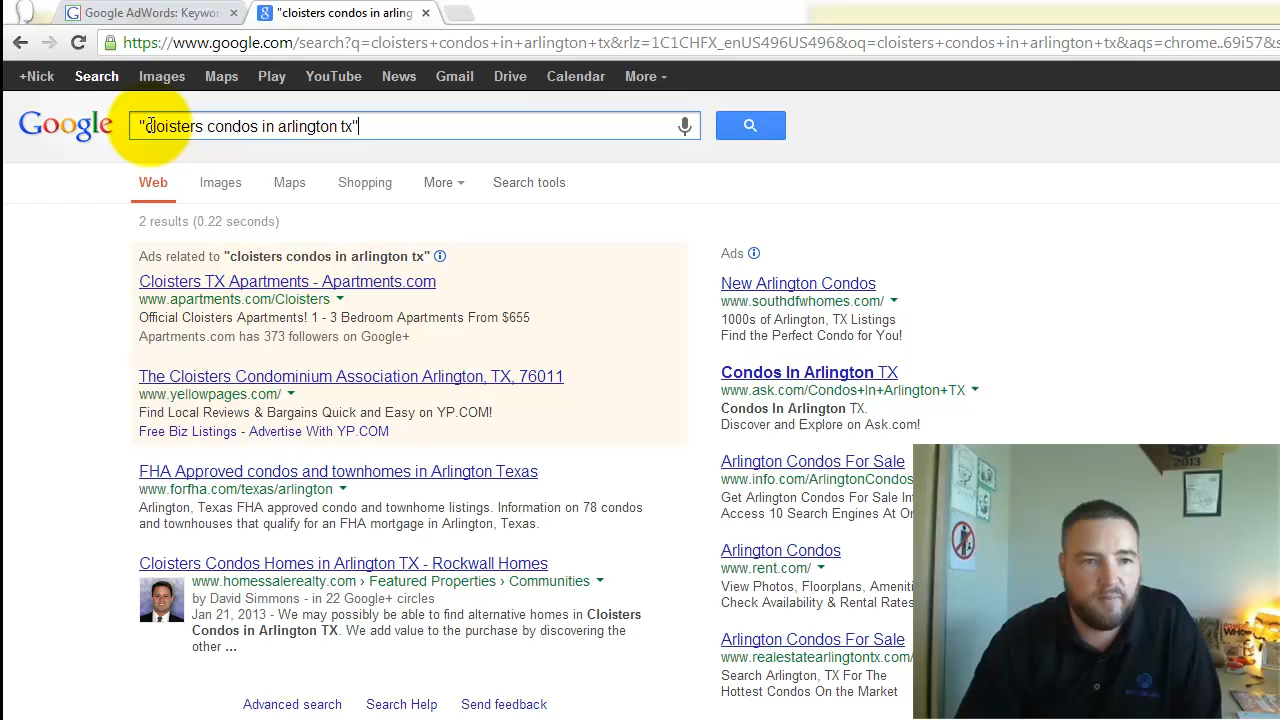 Google AdWords: Keywor
"cloisters condos in arling
https://www.google.com/search?q=cloisters+condos+in+arlington+tx&rlz=1C1CHFX_enUS496US496&oq=cloisters+condos+in+arlington+tx&aqs=chrome..69i57&s
+Nick Search Images Maps Play YouTube News Gmail Drive Calendar More
Google
"cloisters condos in arlington tx"
Web Images Maps Shopping More Search tools
2 results (0.22 seconds)
Ads related to "cloisters condos in arlington tx"
Cloisters TX Apartments - Apartments.com
www.apartments.com/Cloisters
Official Cloisters Apartments! 1 - 3 Bedroom Apartments From $655
Apartments.com has 373 followers on Google+
The Cloisters Condominium Association Arlington, TX, 76011
www.yellowpages.com/
Find Local Reviews & Bargains Quick and Easy on YP.COM!
Free Biz Listings - Advertise With YP.COM
FHA Approved condos and townhomes in Arlington Texas
www.forfha.com/texas/arlington
Arlington, Texas FHA approved condo and townhome listings. Information on 78 condos
and townhouses that qualify for an FHA mortgage in Arlington, Texas.
Cloisters Condos Homes in Arlington TX - Rockwall Homes
www.homessalerealty.com › Featured Properties › Communities
by David Simmons - in 22 Google+ circles
Jan 21, 2013 - We may possibly be able to find alternative homes in Cloisters
Condos in Arlington TX. We add value to the purchase by discovering the
other ...
Advanced search Search Help Send feedback
Ads
New Arlington Condos
www.southdfwhomes.com/
1000s of Arlington, TX Listings
Find the Perfect Condo for You!
Condos In Arlington TX
www.ask.com/Condos+In+Arlington+TX
Condos In Arlington TX.
Discover and Explore on Ask.com!
Arlington Condos For Sale
www.info.com/ArlingtonCondos
Get Arlington Condos For Sale In
Access 10 Search Engines At On
Arlington Condos
www.rent.com/
View Photos, Floorplans, Ameniti
Check Availability & Rental Rates
Arlington Condos For Sale
www.realestatearlingtontx.com/
Search Arlington, TX For The
Hottest Condos On the Market
2013